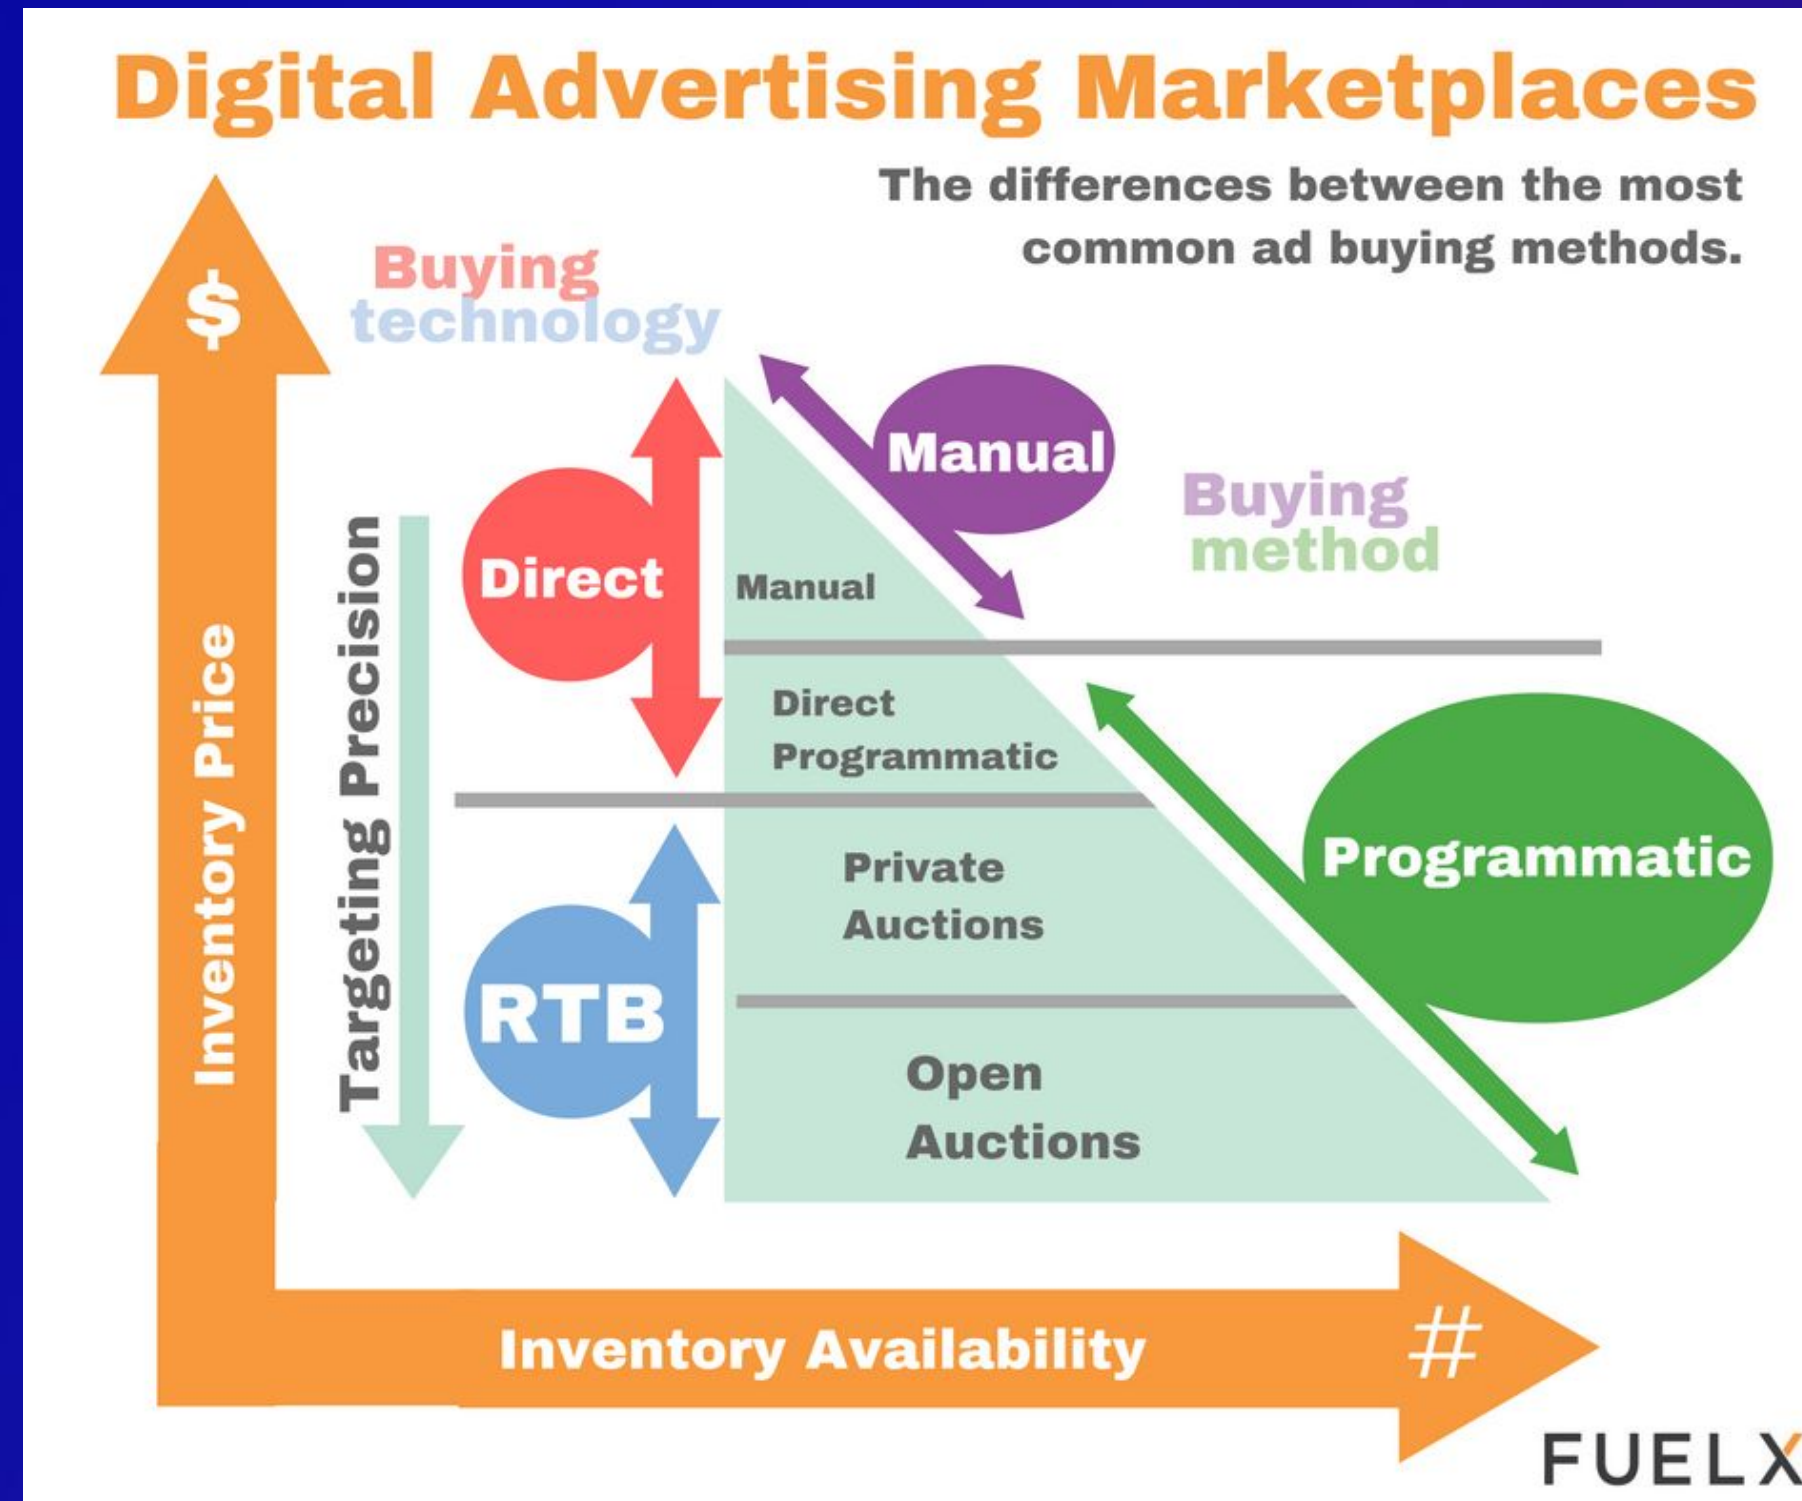 Digital Advertising Marketplaces
The differences between the most
common ad buying methods.
$
Buying
technology
Manual
Buying
method
Direct
Manual
Direct
Programmatic
Programmatic
Private
Auctions
RTB
Open
Auctions
Targeting Precision
Inventory Price
Inventory Availability
#
FUELX